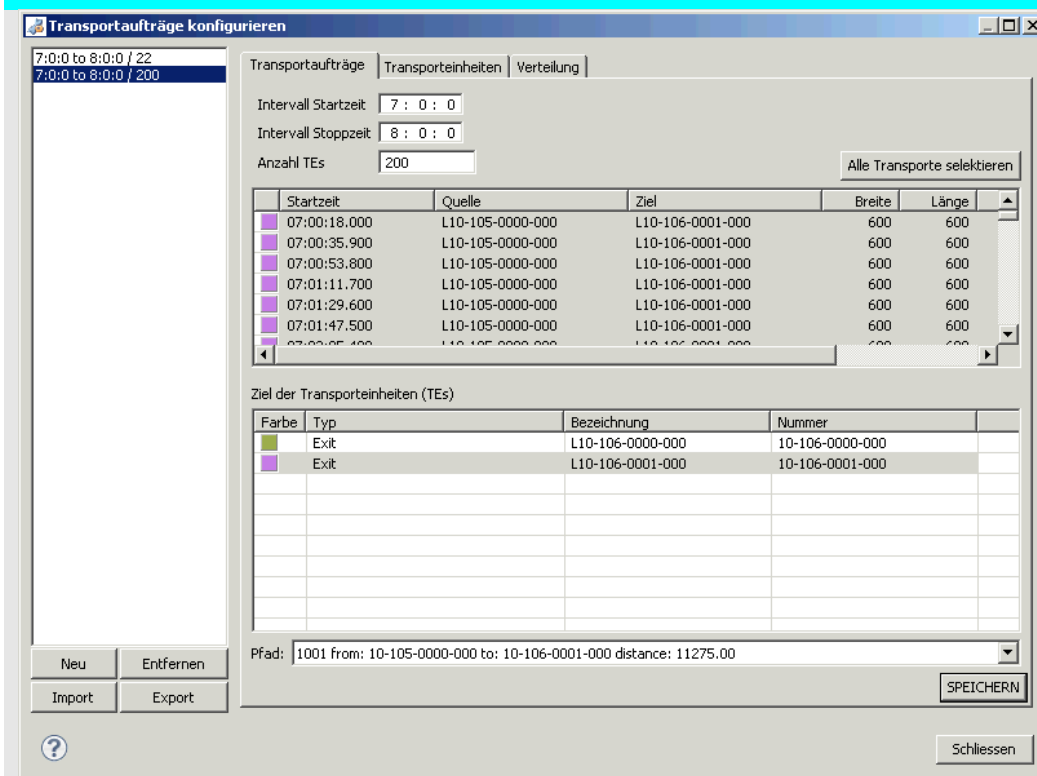 Transportaufträge konfigurieren
7:0:0 to 8:0:0 / 22
7:0:0 to 8:0:0 / 200
Transportaufträge Transporteinheiten Verteilung
Intervall Startzeit 7 : 0 : 0
Intervall Stoppzeit 8 : 0 : 0
Anzahl TEs 200
Alle Transporte selektieren
Startzeit Quelle Ziel Breite Länge
07:00:18.000 L10-105-0000-000 L10-106-0001-000 600 600
07:00:35.900 L10-105-0000-000 L10-106-0001-000 600 600
07:00:53.800 L10-105-0000-000 L10-106-0001-000 600 600
07:01:11.700 L10-105-0000-000 L10-106-0001-000 600 600
07:01:29.600 L10-105-0000-000 L10-106-0001-000 600 600
07:01:47.500 L10-105-0000-000 L10-106-0001-000 600 600
Ziel der Transporteinheiten (TEs)
Farbe Typ Bezeichnung Nummer
Exit L10-106-0000-000 10-106-0000-000
Exit L10-106-0001-000 10-106-0001-000
Pfad: 1001 from: 10-105-0000-000 to: 10-106-0001-000 distance: 11275.00
Neu Entfernen
Import Export
SPEICHERN
?
Schliessen